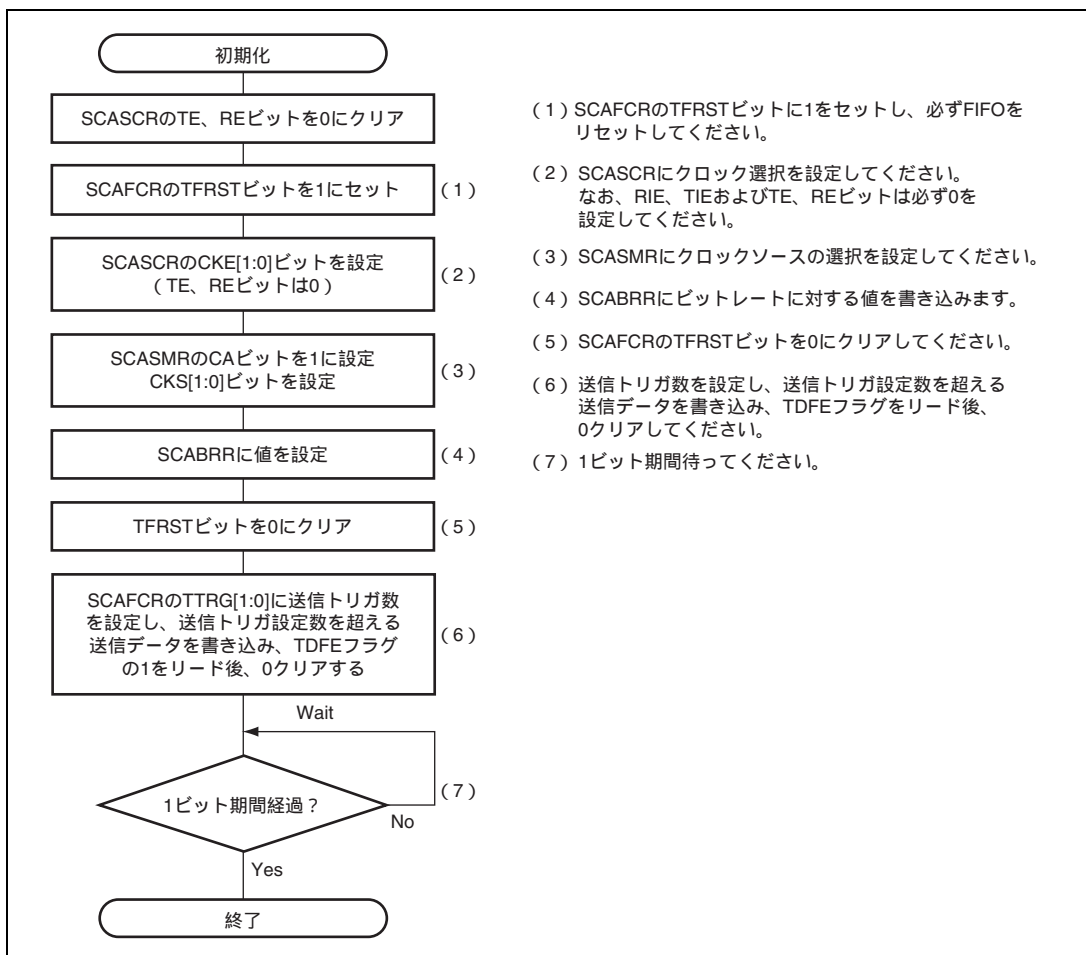 初期化
SCASCRのTE、REビットを0にクリア
SCAFCRのTFRSTビットを1にセット
(1)
SCASCRのCKE[1:0]ビットを設定
(TE、REビットは0)
(2)
SCASMRのCAビットを1に設定
CKS[1:0]ビットを設定
(3)
SCABRRに値を設定
(4)
TFRSTビットを0にクリア
(5)
SCAFCRのTTRG[1:0]に送信トリガ数
を設定し、送信トリガ設定数を超える
送信データを書き込み、TDFEフラグ
の1をリード後、0クリアする
(6)
Wait
1ビット期間経過?
(7)
No
Yes
終了
(1)SCAFCRのTFRSTビットに1をセットし、必ずFIFOを
リセットしてください。
(2)SCASCRにクロック選択を設定してください。
なお、RIE、TIEおよびTE、REビットは必ず0を
設定してください。
(3)SCASMRにクロックソースの選択を設定してください。
(4)SCABRRにビットレートに対する値を書き込みます。
(5)SCAFCRのTFRSTビットを0にクリアしてください。
(6)送信トリガ数を設定し、送信トリガ設定数を超える
送信データを書き込み、TDFEフラグをリード後、
0クリアしてください。
(7)1ビット期間待ってください。